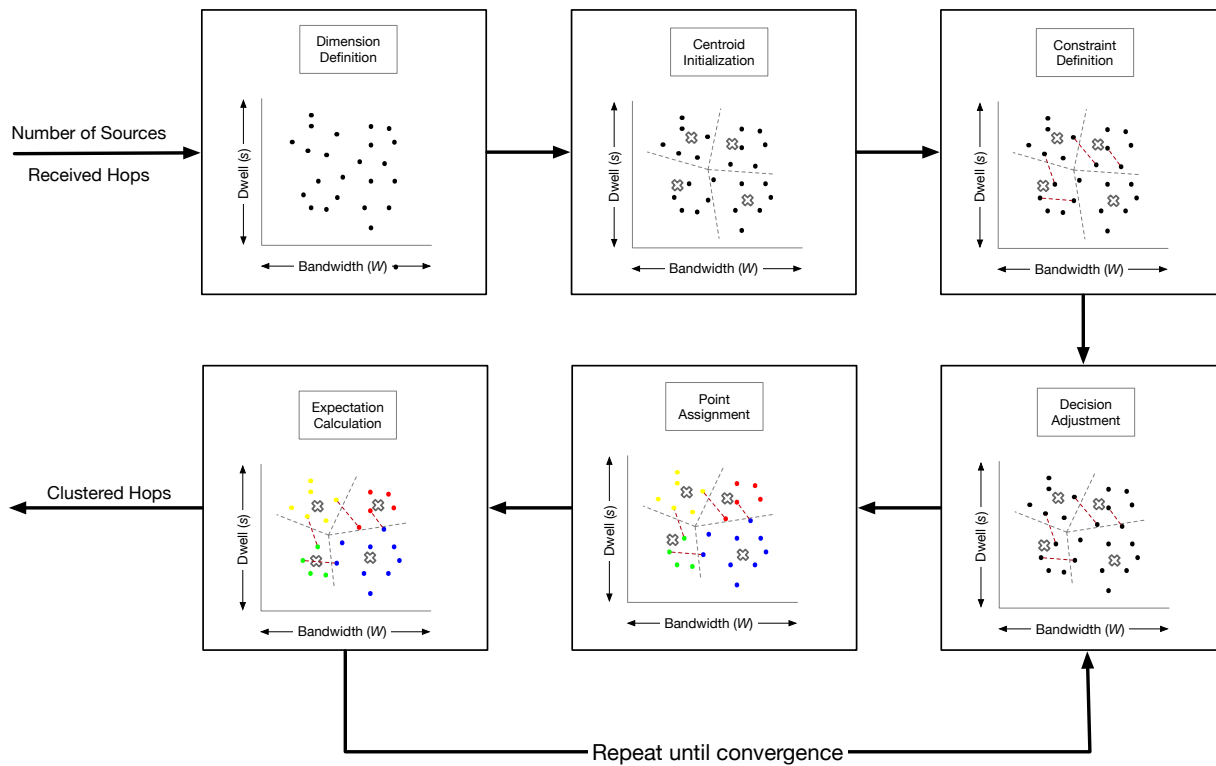 Number of Sources
Received Hops
Dimension
Definition
Dwell (s)
Bandwidth (W)
Centroid
Initialization
Dwell (s)
Bandwidth (W)
Constraint
Definition
Dwell (s)
Bandwidth (W)
Decision
Adjustment
Dwell (s)
Bandwidth (W)
Point
Assignment
Dwell (s)
Bandwidth (W)
Expectation
Calculation
Dwell (s)
Bandwidth (W)
Clustered Hops
Repeat until convergence